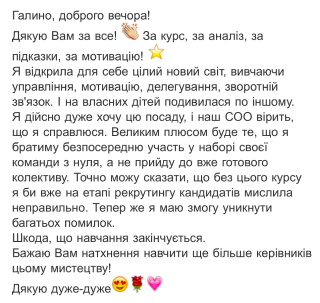 Галино, доброго вечора!
Дякую Вам за все! 👏 За курс, за аналіз, за
підказки, за мотивацію! ⭐
Я відкрила для себе цілий новий світ, вивчаючи
управління, мотивацію, делегування, зворотній
зв'язок. І на власних дітей подивилася по іншому.
Я дійсно дуже хочу цю посаду, і наш СОО вірить,
що я справлюся. Великим плюсом буде те, що я
братиму безпосередню участь у наборі своєї
команди з нуля, а не прийду до вже готового
колективу. Точно можу сказати, що без цього курсу
я би вже на етапі рекрутингу кандидатів мислила
неправильно. Тепер же я маю змогу уникнути
багатьох помилок.
Шкода, що навчання закінчується.
Бажаю Вам натхнення навчити ще більше керівників
цьому мистецтву!
Дякую дуже-дуже😍🌹💗